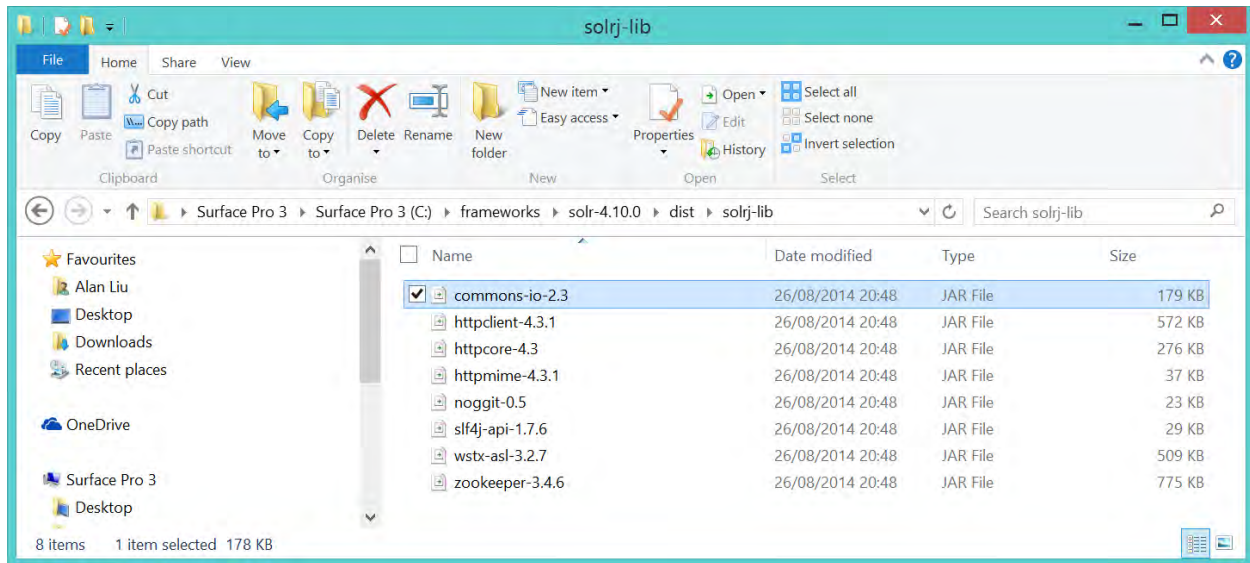 solrj-lib
File Home Share View
Copy
Paste
Cut
Copy path
Paste shortcut
Clipboard
Move to
Copy to
Delete
Rename
Organise
New folder
New item
Easy access
New
Properties
Open
Edit
History
Open
Select all
Select none
Invert selection
Select
Surface Pro 3 Surface Pro 3 (C:) frameworks solr-4.10.0 dist solrj-lib
Search solrj-lib
Favourites
Alan Liu
Desktop
Downloads
Recent places
OneDrive
Surface Pro 3
Desktop
Name Date modified Type Size
commons-io-2.3 26/08/2014 20:48 JAR File 179 KB
httpclient-4.3.1 26/08/2014 20:48 JAR File 572 KB
httpcore-4.3 26/08/2014 20:48 JAR File 276 KB
httpmime-4.3.1 26/08/2014 20:48 JAR File 37 KB
noggit-0.5 26/08/2014 20:48 JAR File 23 KB
slf4j-api-1.7.6 26/08/2014 20:48 JAR File 29 KB
wstx-asl-3.2.7 26/08/2014 20:48 JAR File 509 KB
zookeeper-3.4.6 26/08/2014 20:48 JAR File 775 KB
8 items 1 item selected 178 KB